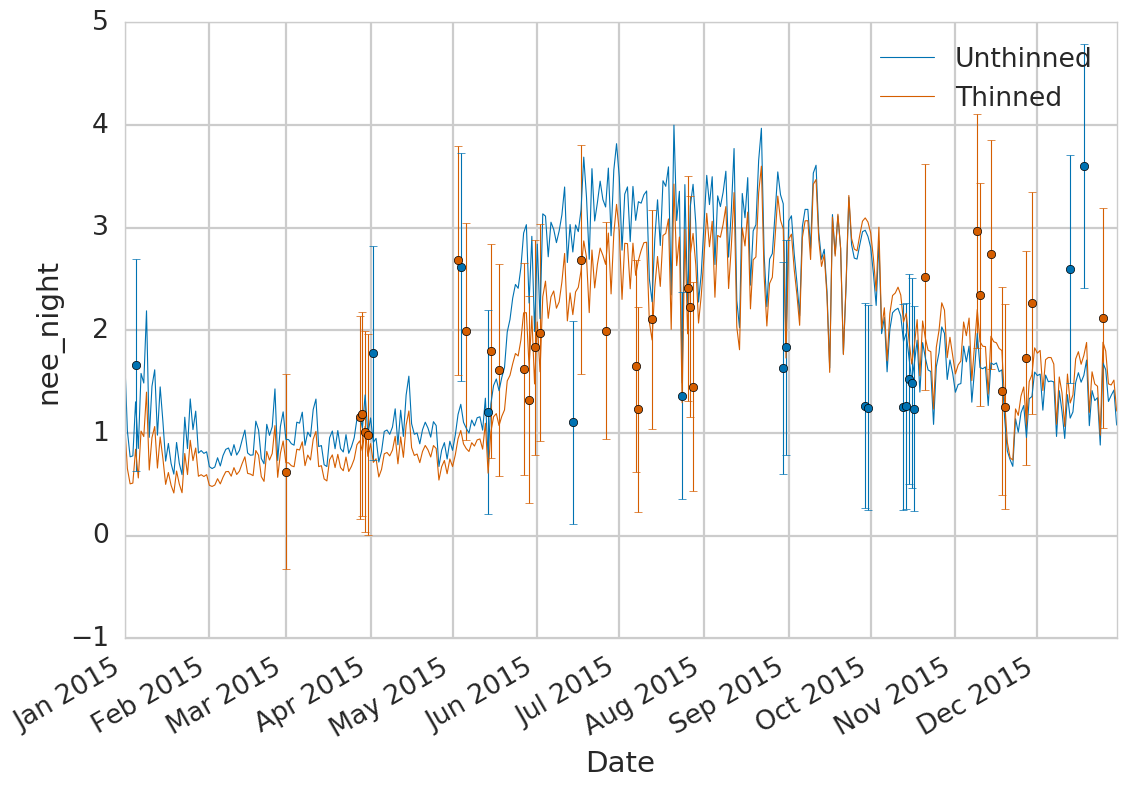 5
4
3
2
1
0
−1
nee_night
Unthinned
Thinned
Jan 2015
Feb 2015
Mar 2015
Apr 2015
May 2015
Jun 2015
Jul 2015
Aug 2015
Sep 2015
Oct 2015
Nov 2015
Dec 2015
Date